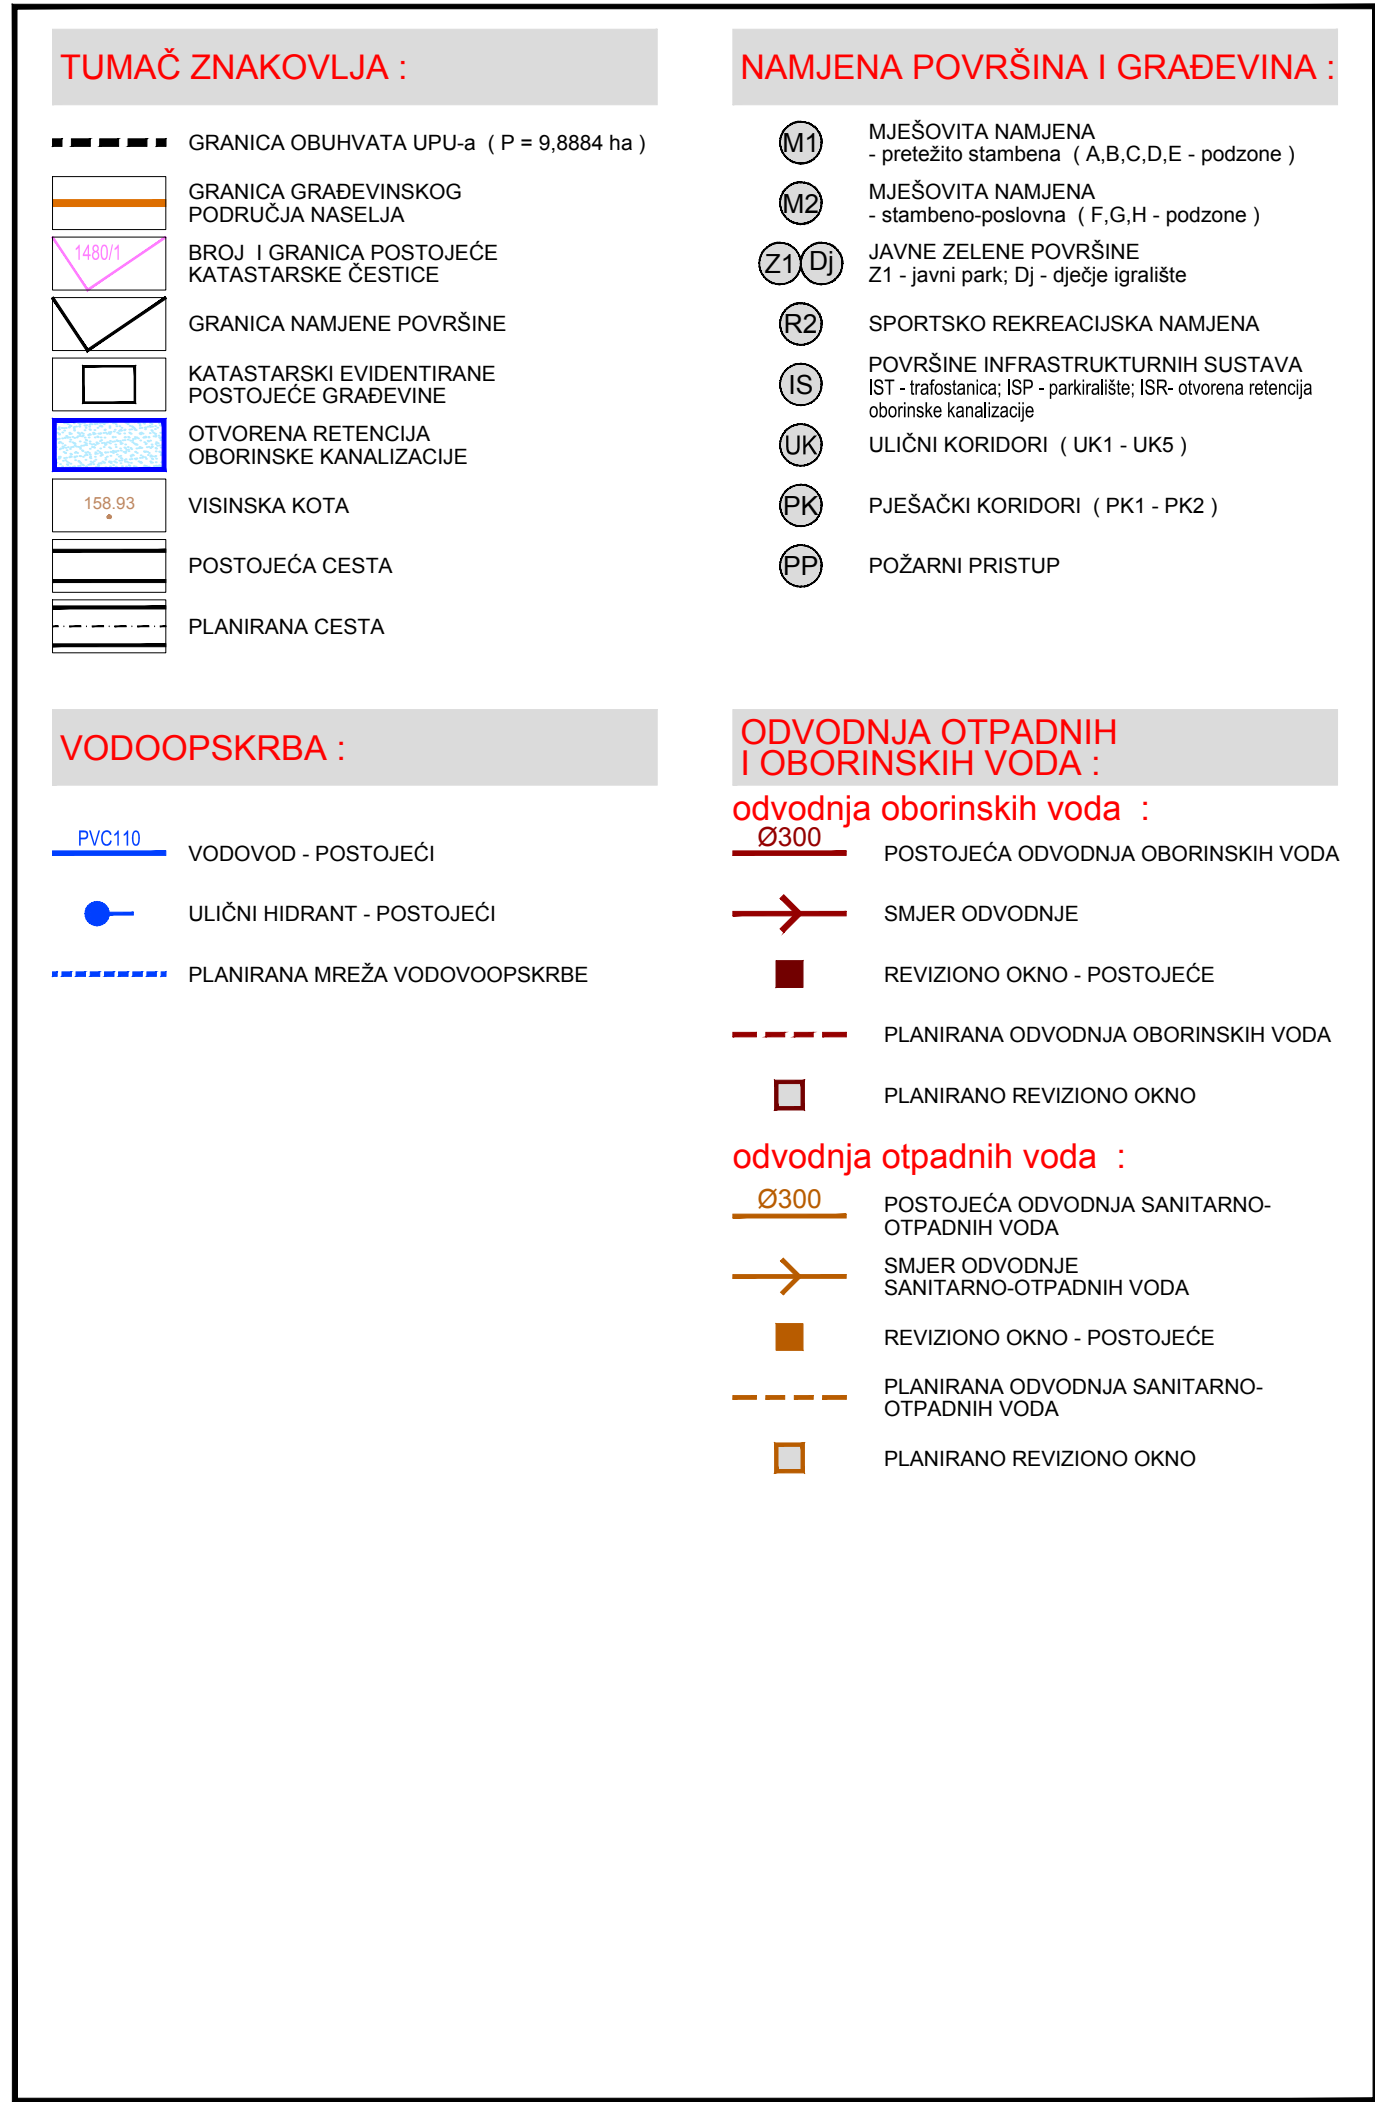 TUMAČ ZNAKOVLJA :
GRANICA OBUHVATA UPU-a ( P = 9,8884 ha )
GRANICA GRAĐEVINSKOG
PODRUČJA NASELJA
1480/1
BROJ I GRANICA POSTOJEĆE
KATASTARSKE ČESTICE
GRANICA NAMJENE POVRŠINE
KATASTARSKI EVIDENTIRANE
POSTOJEĆE GRAĐEVINE
OTVORENA RETENCIJA
OBORINSKE KANALIZACIJE
158.93
VISINSKA KOTA
POSTOJEĆA CESTA
PLANIRANA CESTA
NAMJENA POVRŠINA I GRAĐEVINA :
M1
MJEŠOVITA NAMJENA
- pretežito stambena ( A,B,C,D,E - podzone )
M2
MJEŠOVITA NAMJENA
- stambeno-poslovna ( F,G,H - podzone )
Z1 Dj
JAVNE ZELENE POVRŠINE
Z1 - javni park; Dj - dječje igralište
R2
SPORTSKO REKREACIJSKA NAMJENA
IS
POVRŠINE INFRASTRUKTURNIH SUSTAVA
IST - trafostanica; ISP - parkiralište; ISR- otvorena retencija
oborinske kanalizacije
UK
ULIČNI KORIDORI ( UK1 - UK5 )
PK
PJEŠAČKI KORIDORI ( PK1 - PK2 )
PP
POŽARNI PRISTUP
VODOOPSKRBA :
PVC110
VODOVOD - POSTOJEĆI
ULIČNI HIDRANT - POSTOJEĆI
PLANIRANA MREŽA VODOVOOPSKRBE
ODVODNJA OTPADNIH
I OBORINSKIH VODA :
odvodnja oborinskih voda :
Ø300
POSTOJEĆA ODVODNJA OBORINSKIH VODA
SMJER ODVODNJE
REVIZIONO OKNO - POSTOJEĆE
PLANIRANA ODVODNJA OBORINSKIH VODA
PLANIRANO REVIZIONO OKNO
odvodnja otpadnih voda :
Ø300
POSTOJEĆA ODVODNJA SANITARNO-
OTPADNIH VODA
SMJER ODVODNJE
SANITARNO-OTPADNIH VODA
REVIZIONO OKNO - POSTOJEĆE
PLANIRANA ODVODNJA SANITARNO-
OTPADNIH VODA
PLANIRANO REVIZIONO OKNO